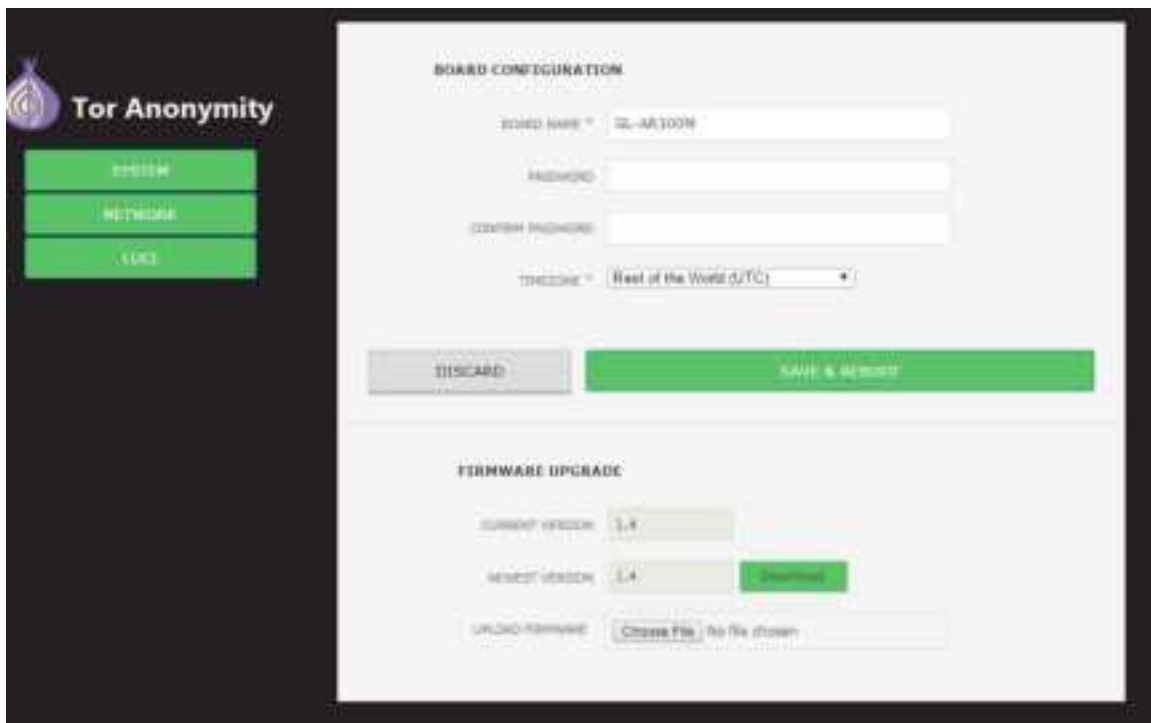 Tor Anonymity
SYSTEM
NETWORK
LUCI
BOARD CONFIGURATION
BOARD NAME *
GL-AR300M
PASSWORD
CONFIRM PASSWORD
TIMEZONE *
Rest of the World (UTC)
DISCARD
SAVE & REBOOT
FIRMWARE UPGRADE
CURRENT VERSION
1.4
NEWEST VERSION
1.4
Download
UPLOAD FIRMWARE
Choose File No file chosen